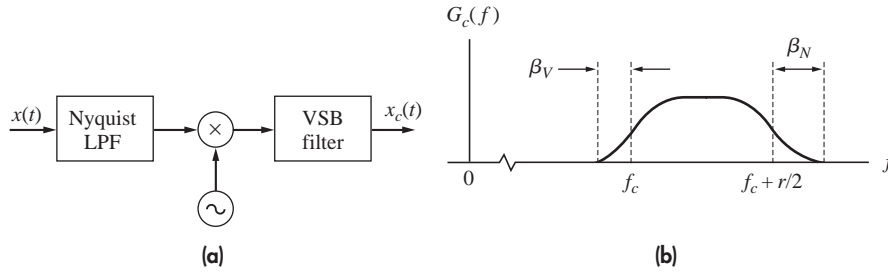 x(t)
Nyquist
LPF
×
VSB
filter
x_c(t)
(a)
G_c(f)
β_V
β_N
0
f_c
f_c + r/2
f
(b)